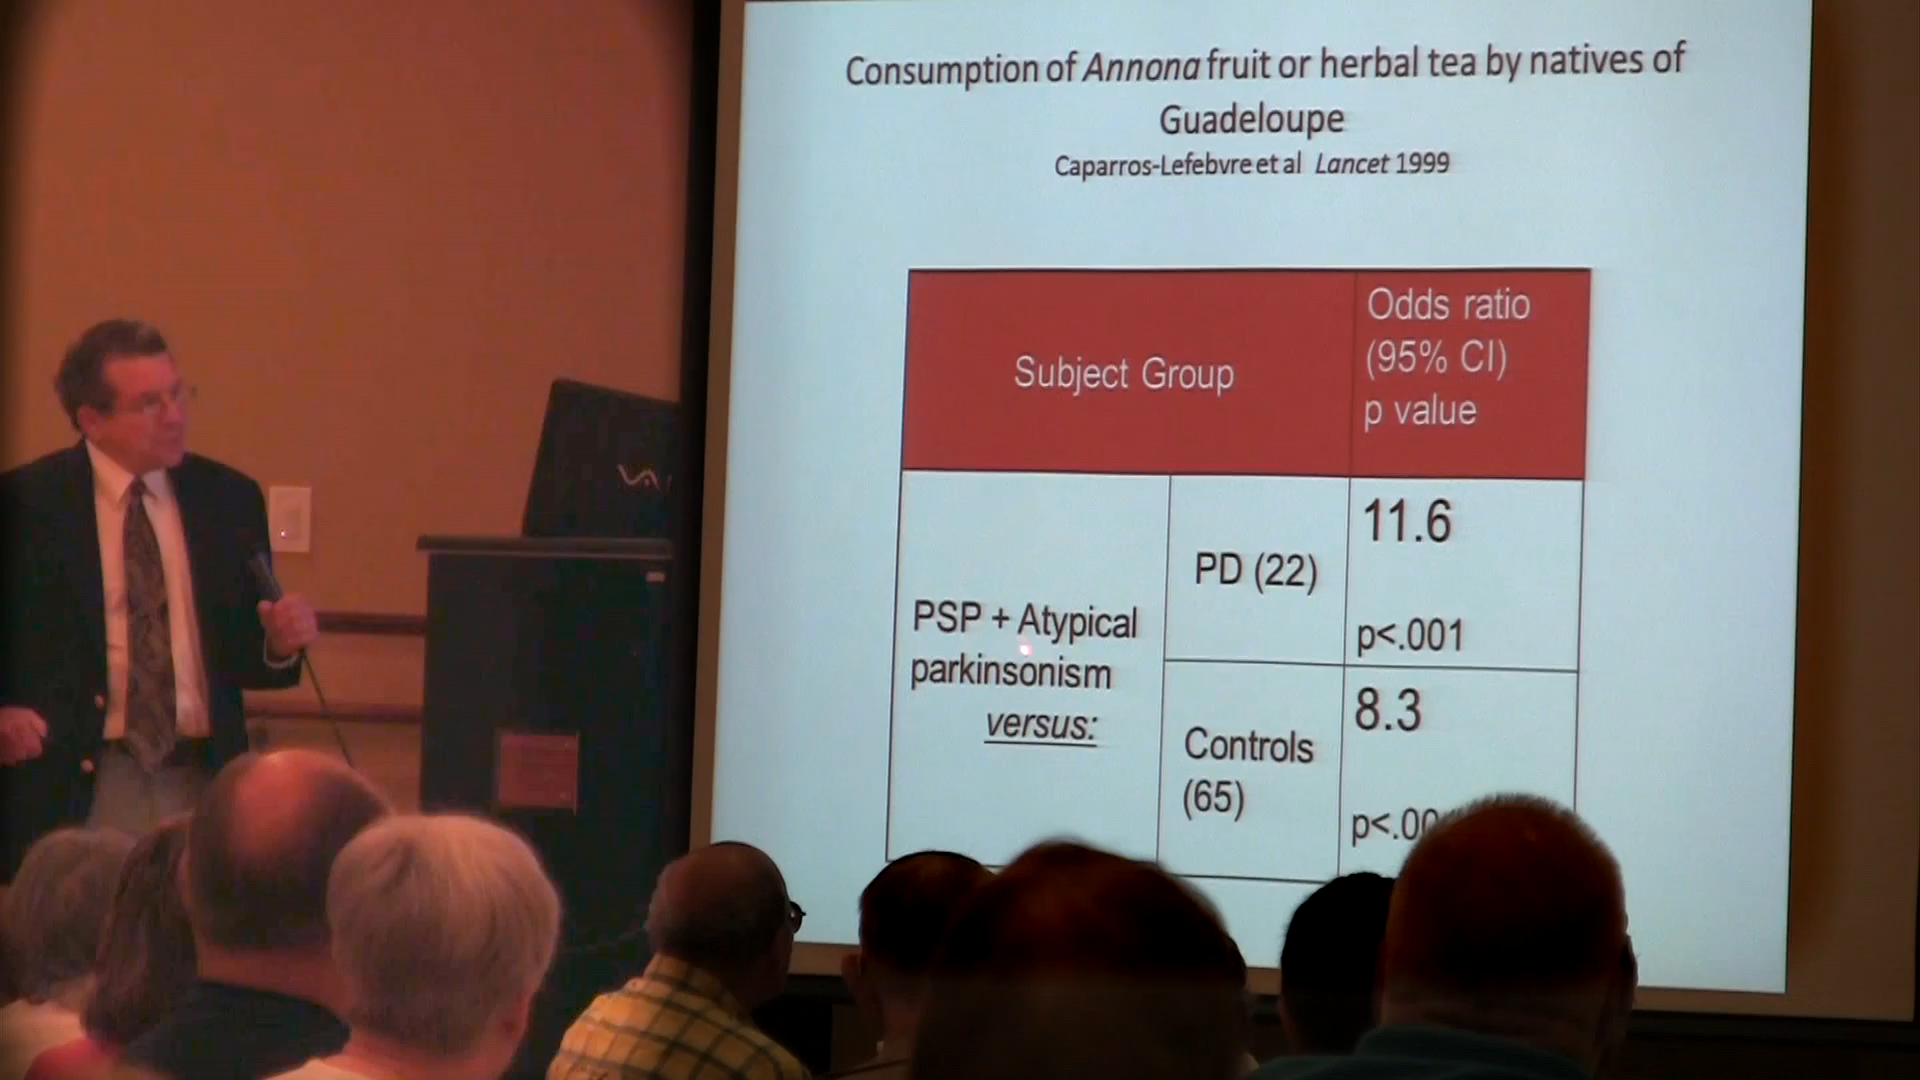 Consumption of Annona fruit or herbal tea by natives of
Guadeloupe
Caparros-Lefebvre et al Lancet 1999
Subject Group
Odds ratio
(95% CI)
p value
PSP + Atypical
parkinsonism
versus:
PD (22)
11.6
p<.001
Controls
(65)
8.3